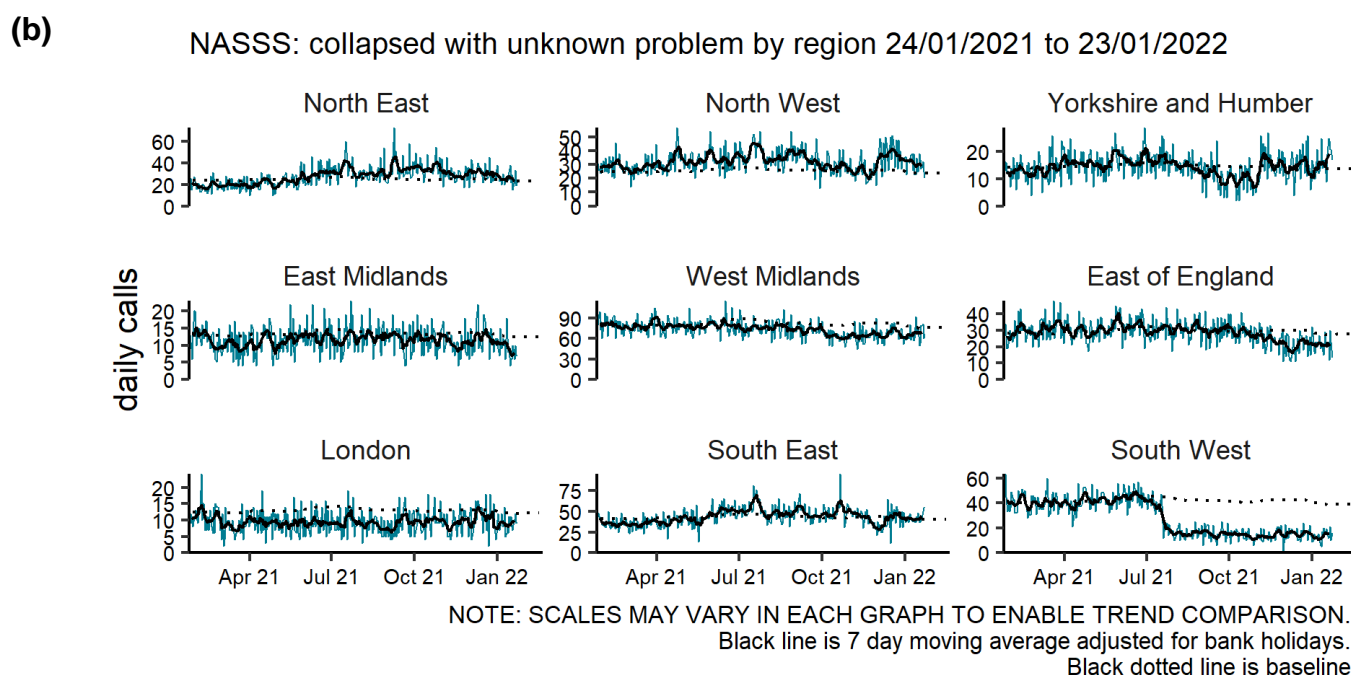 (b)
NASSS: collapsed with unknown problem by region 24/01/2021 to 23/01/2022
North East
North West
Yorkshire and Humber
60
40
20
0
50
40
30
20
10
0
20
10
0
East Midlands
West Midlands
East of England
daily calls
20
15
10
5
0
90
60
30
0
40
30
20
10
0
London
South East
South West
20
15
10
5
0
75
50
25
0
60
40
20
0
Apr 21 Jul 21 Oct 21 Jan 22
Apr 21 Jul 21 Oct 21 Jan 22
Apr 21 Jul 21 Oct 21 Jan 22
NOTE: SCALES MAY VARY IN EACH GRAPH TO ENABLE TREND COMPARISON.
Black line is 7 day moving average adjusted for bank holidays.
Black dotted line is baseline